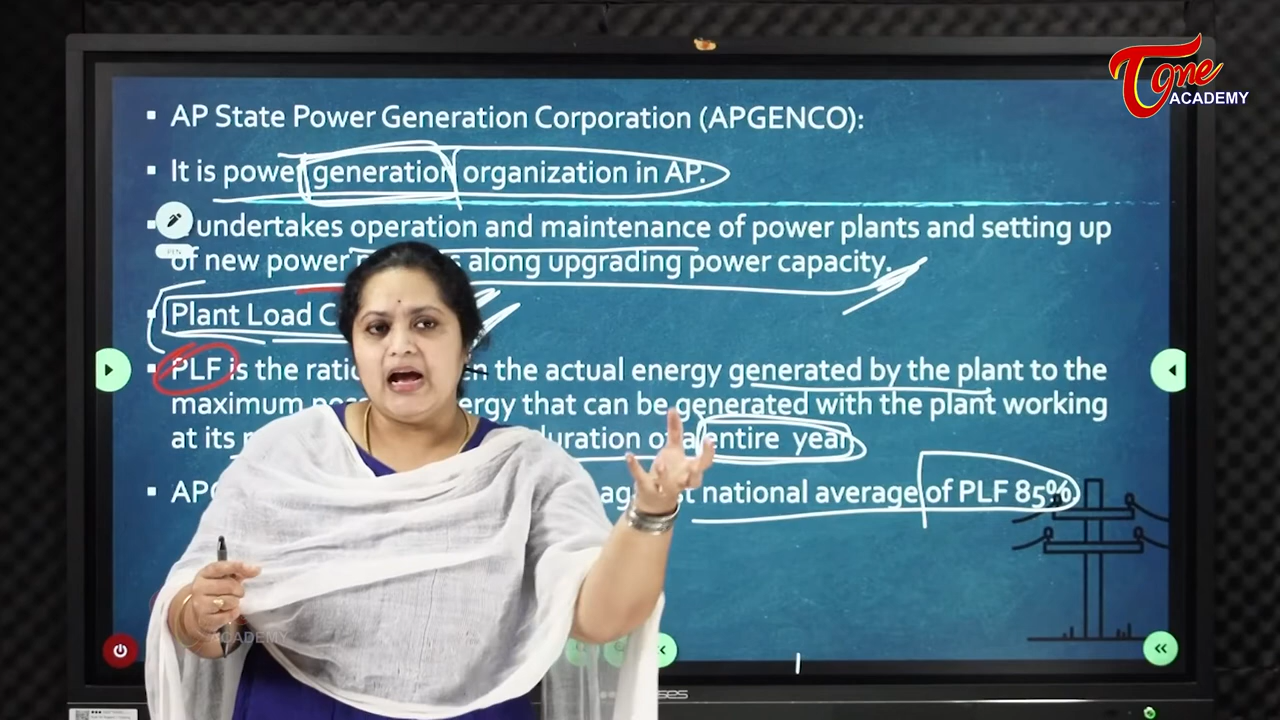 Tone
ACADEMY
AP State Power Generation Corporation (APGENCO):
It is power generation organization in AP.
undertakes operation and maintenance of power plants and setting up
of new power along upgrading power capacity.
PEN
Plant Load
PLF is the the actual energy generated by the plant to the
maximum energy that can be generated with the plant working
at its duration of a entire year
national average of PLF 85%
ACADEMY